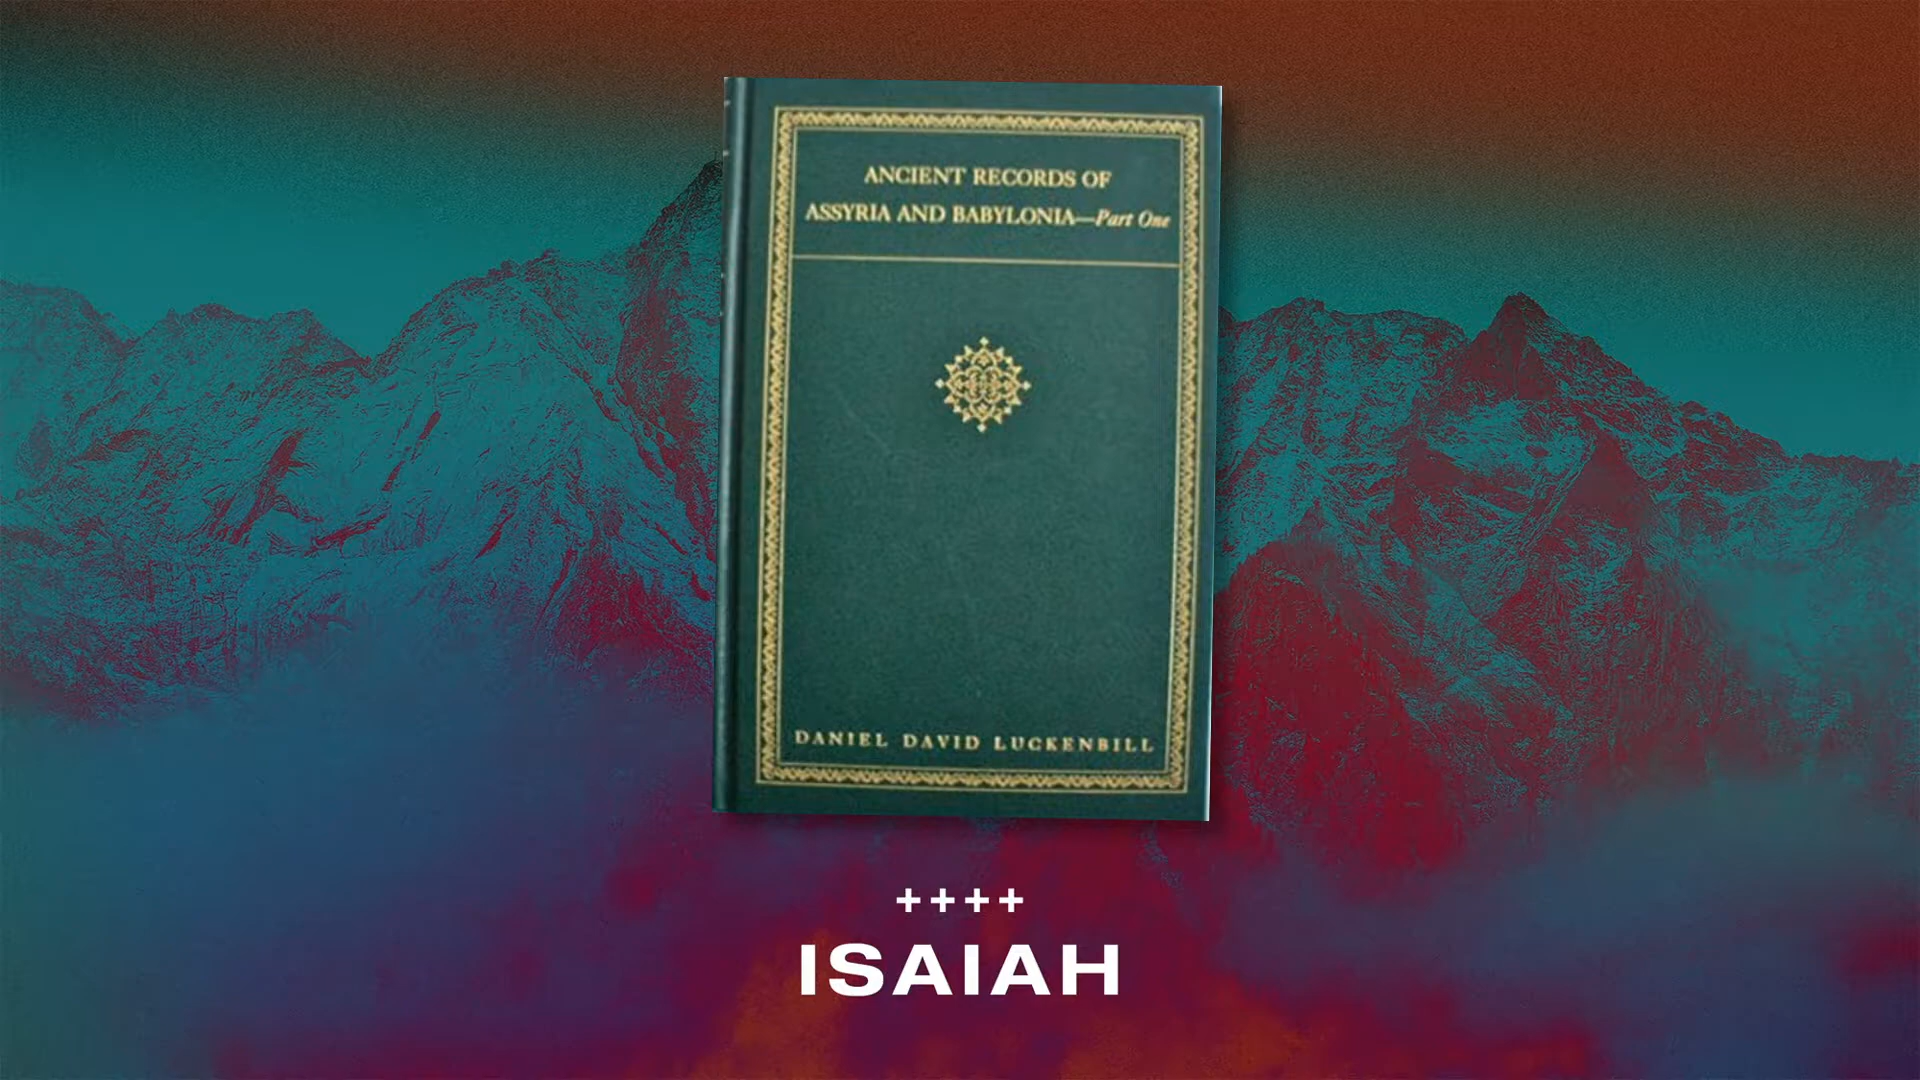 ANCIENT RECORDS OF
ASSYRIA AND BABYLONIA—Part One
DANIEL DAVID LUCKENBILL
++++
ISAIAH